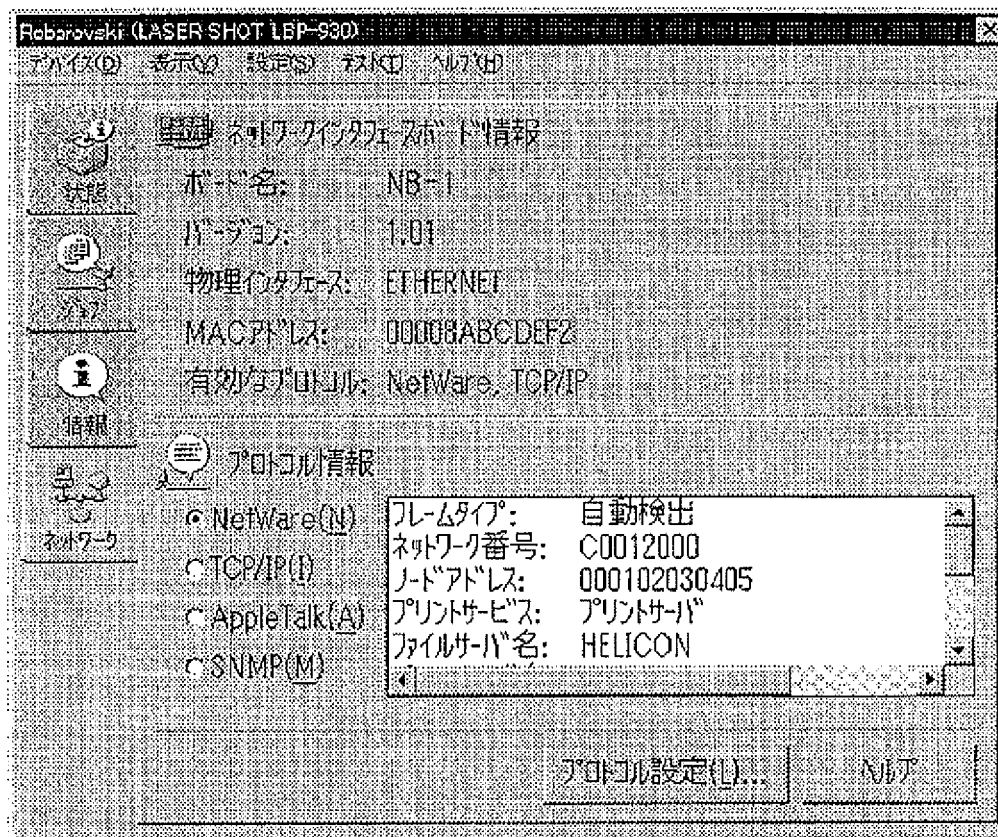 Roborovski (LASER SHOT LBP-930)
デバイス(D) 表示(V) 設定(S) テスト(T) ヘルプ(H)
状態
ジョブ
情報
ネットワーク
ネットワークインタフェースボード情報
ボード名: NB-1
バージョン: 1.01
物理インタフェース: ETHERNET
MACアドレス: 00008ABCDEF2
有効なプロトコル: NetWare, TCP/IP
プロトコル情報
NetWare(N)
TCP/IP(I)
AppleTalk(A)
SNMP(M)
フレームタイプ: 自動検出
ネットワーク番号: C0012000
ノードアドレス: 000102030405
プリントサービス: プリントサーバ
ファイルサーバ名: HELICON
プロトコル設定(L)... ヘルプ